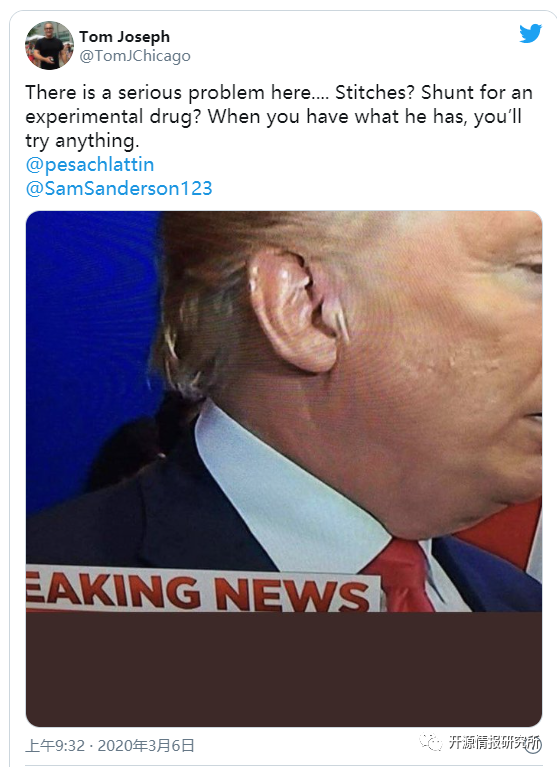 Tom Joseph
@TomJChicago
There is a serious problem here.... Stitches? Shunt for an
experimental drug? When you have what he has, you’ll
try anything.
@pesachlattin
@SamSanderson123
EAKING NEWS
上午9:32 · 2020年3月6日
开源情报研究所